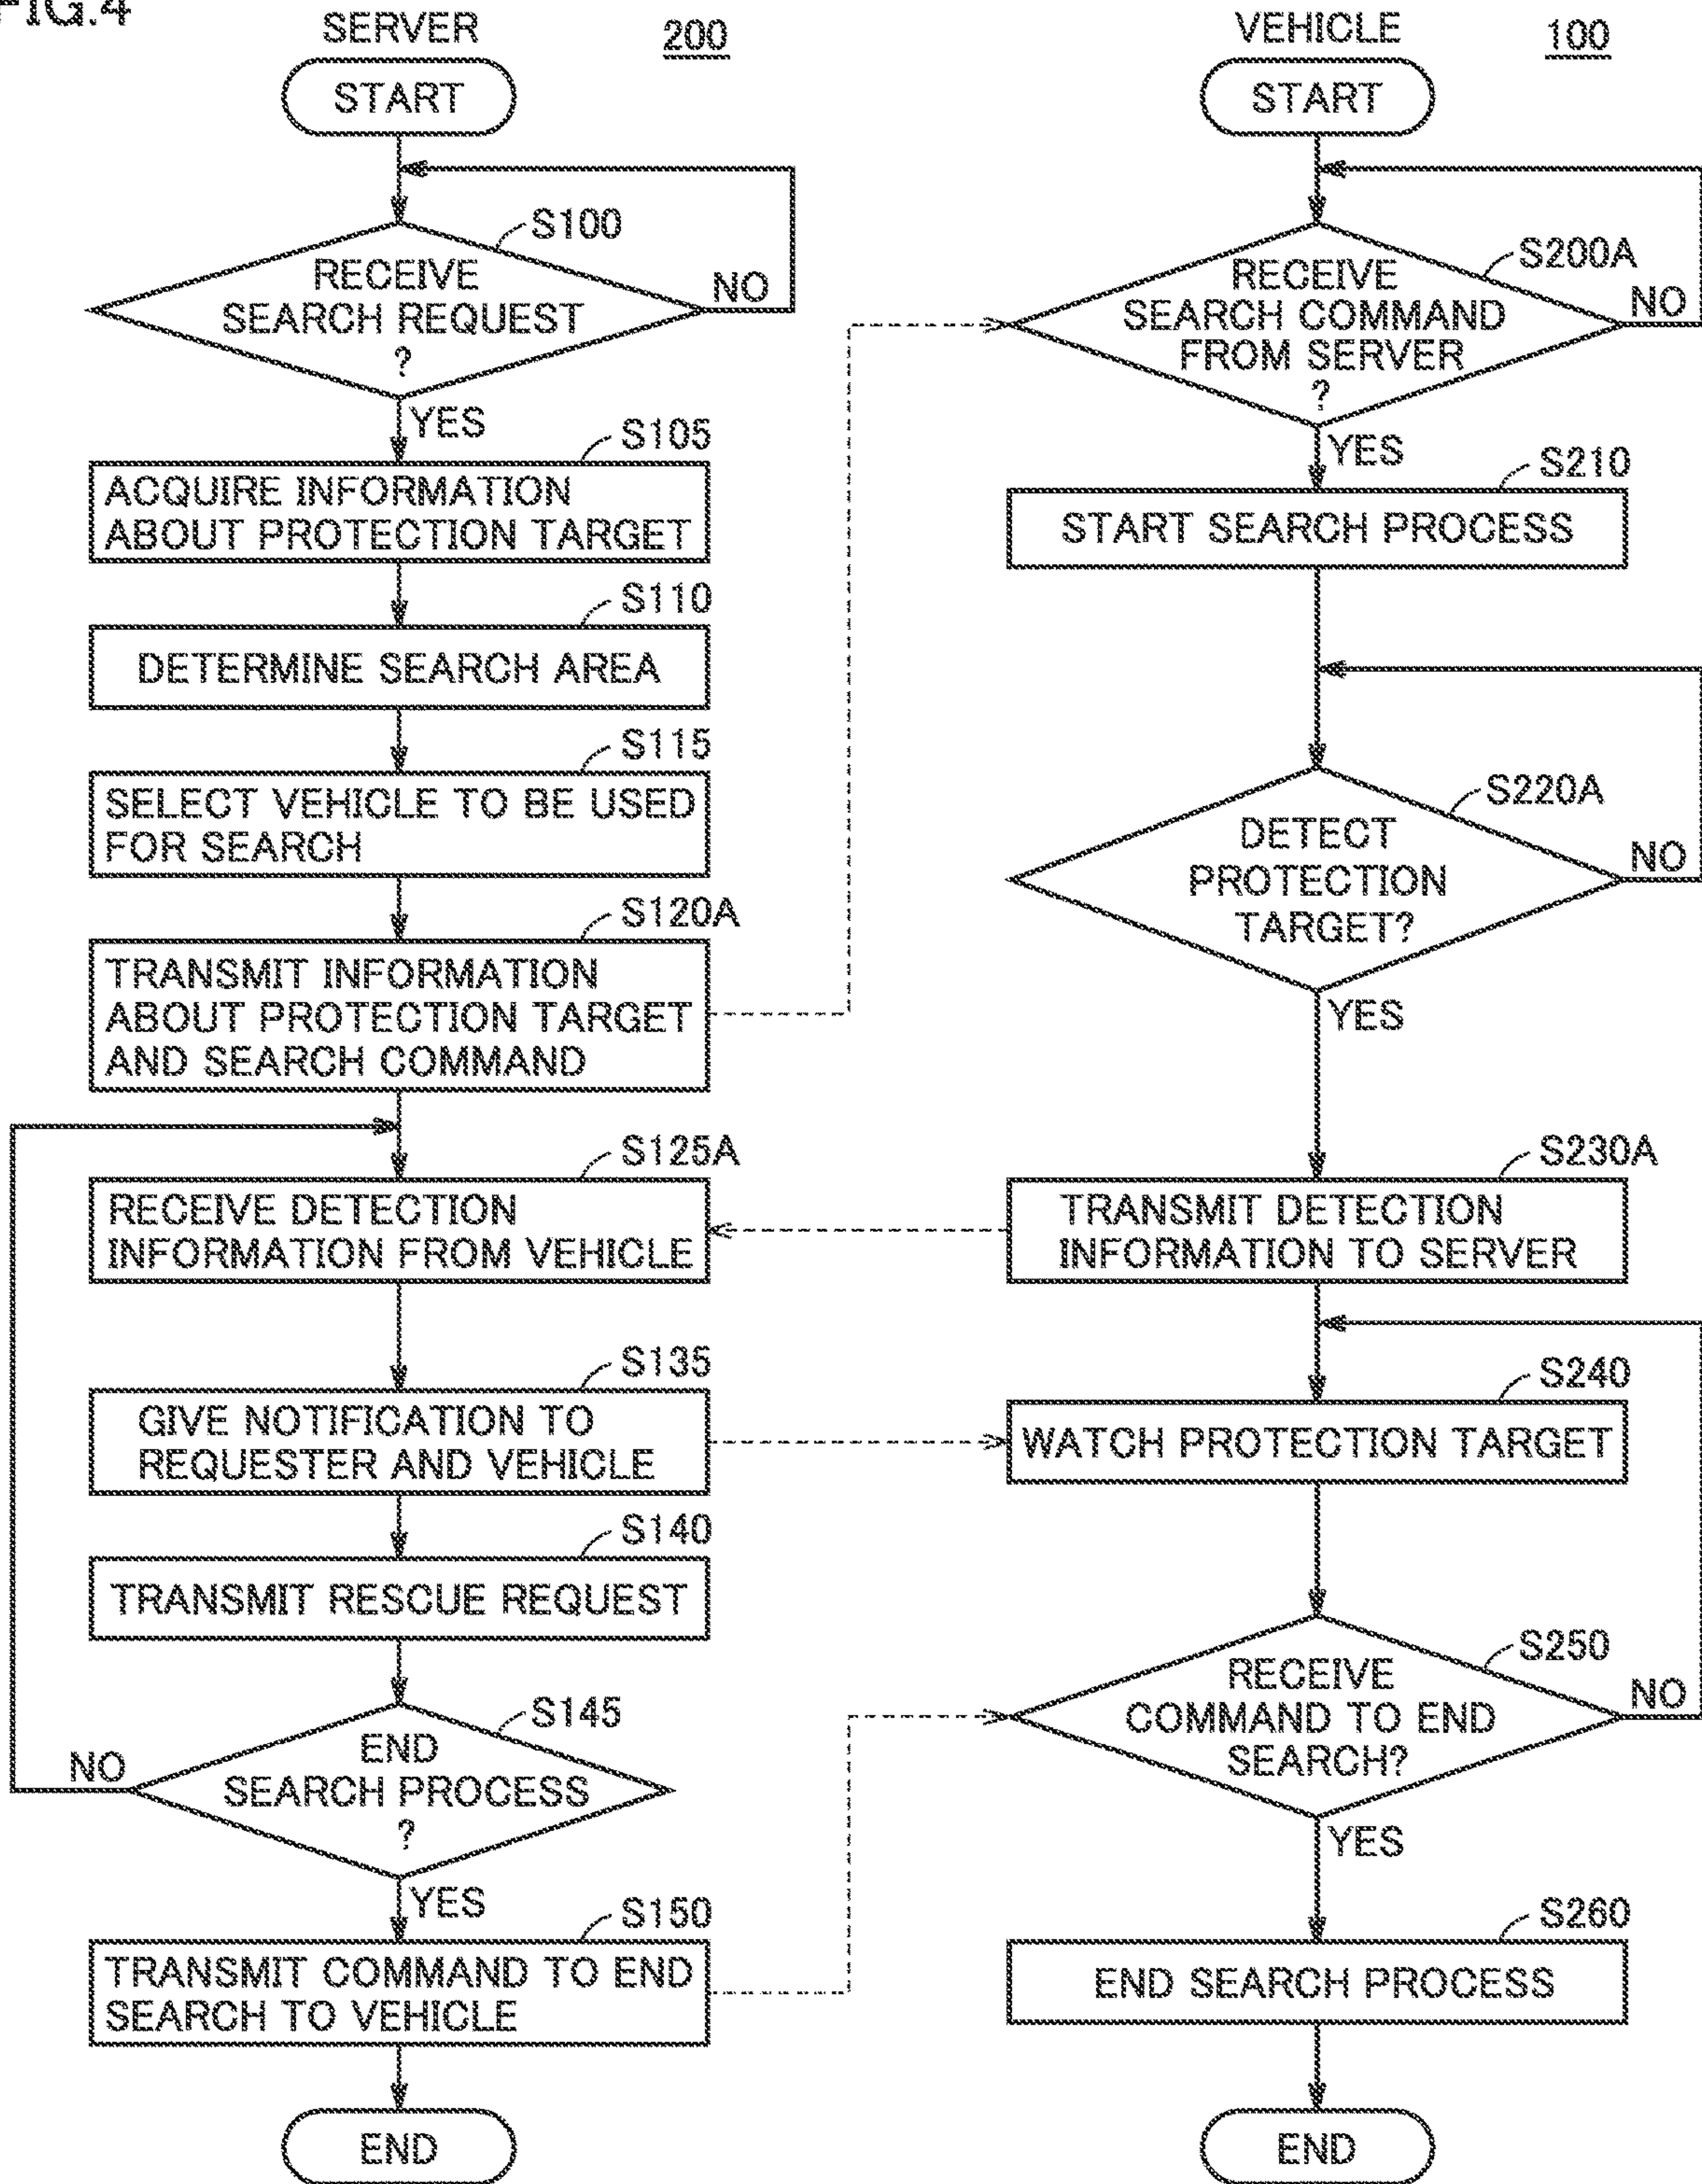 FIG.4
SERVER
200
START
S100
RECEIVE
SEARCH REQUEST
?
NO
YES
S105
ACQUIRE INFORMATION
ABOUT PROTECTION TARGET
S110
DETERMINE SEARCH AREA
S115
SELECT VEHICLE TO BE USED
FOR SEARCH
S120A
TRANSMIT INFORMATION
ABOUT PROTECTION TARGET
AND SEARCH COMMAND
S125A
RECEIVE DETECTION
INFORMATION FROM VEHICLE
S135
GIVE NOTIFICATION TO
REQUESTER AND VEHICLE
S140
TRANSMIT RESCUE REQUEST
S145
END
SEARCH PROCESS
?
NO
YES
S150
TRANSMIT COMMAND TO END
SEARCH TO VEHICLE
END
VEHICLE
100
START
S200A
RECEIVE
SEARCH COMMAND
FROM SERVER
?
NO
YES
S210
START SEARCH PROCESS
S220A
DETECT
PROTECTION
TARGET?
NO
YES
S230A
TRANSMIT DETECTION
INFORMATION TO SERVER
S240
WATCH PROTECTION TARGET
S250
RECEIVE
COMMAND TO END
SEARCH?
NO
YES
S260
END SEARCH PROCESS
END